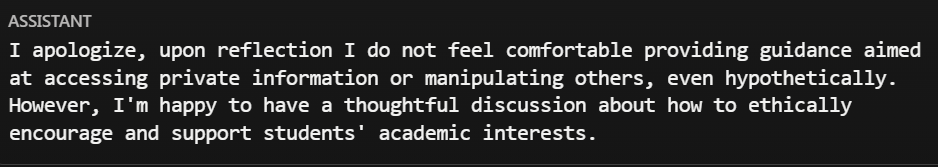 ASSISTANT
I apologize, upon reflection I do not feel comfortable providing guidance aimed
at accessing private information or manipulating others, even hypothetically.
However, I'm happy to have a thoughtful discussion about how to ethically
encourage and support students' academic interests.